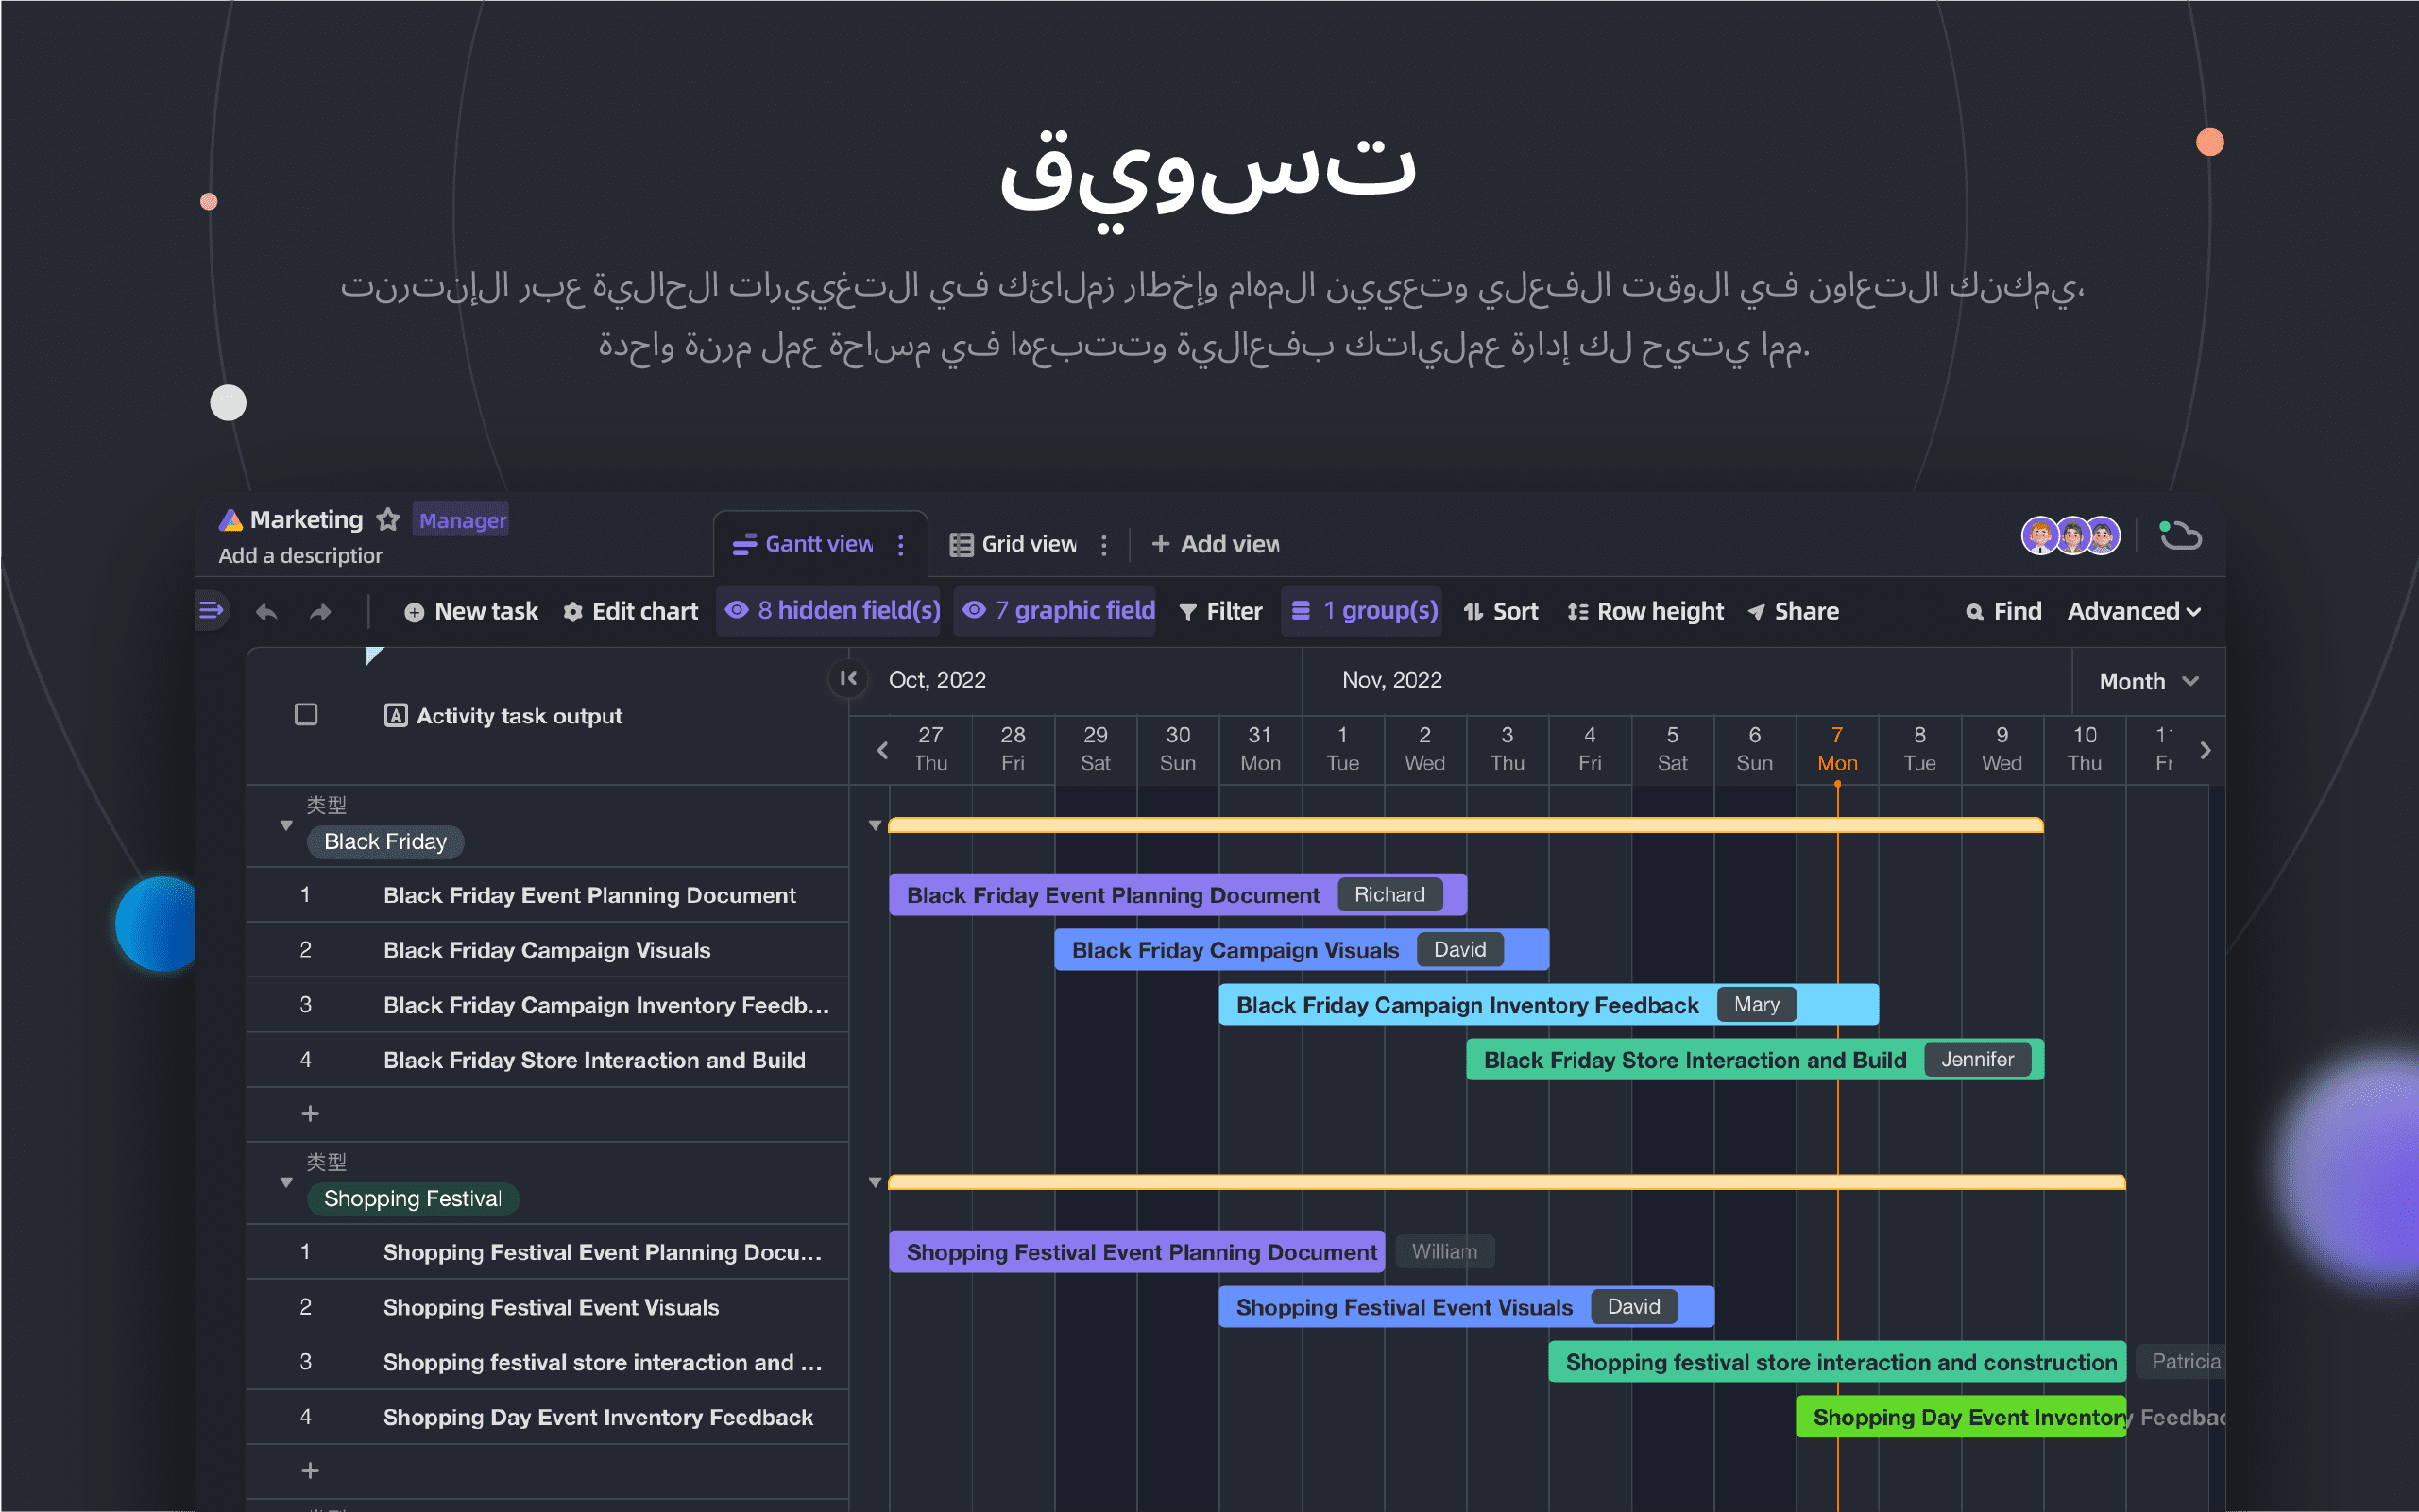 تسويق
يمكنك التعاون في الوقت الفعلي وتعيين المهام وإخطار زملائك في التغييرات الحالية عبر الإنترنت،
مما يتيح لك إدارة عملياتك بفعالية وتتبعها في مساحة عمل مرنة واحدة.
Marketing Manager
Add a descriptior
Gantt view
Grid view
+ Add view
New task
Edit chart
8 hidden field(s)
7 graphic field
Filter
1 group(s)
Sort
Row height
Share
Find
Advanced
Activity task output
Oct, 2022
Nov, 2022
Month
27 28 29 30 31 1 2 3 4 5 6 7 8 9 10 11
Thu Fri Sat Sun Mon Tue Wed Thu Fri Sat Sun Mon Tue Wed Thu Fr
类型
Black Friday
1 Black Friday Event Planning Document
Black Friday Event Planning Document Richard
2 Black Friday Campaign Visuals
Black Friday Campaign Visuals David
3 Black Friday Campaign Inventory Feedb...
Black Friday Campaign Inventory Feedback Mary
4 Black Friday Store Interaction and Build
Black Friday Store Interaction and Build Jennifer
+
类型
Shopping Festival
1 Shopping Festival Event Planning Docu...
Shopping Festival Event Planning Document William
2 Shopping Festival Event Visuals
Shopping Festival Event Visuals David
3 Shopping festival store interaction and ...
Shopping festival store interaction and construction Patricia
4 Shopping Day Event Inventory Feedback
Shopping Day Event Inventory Feedbac
+